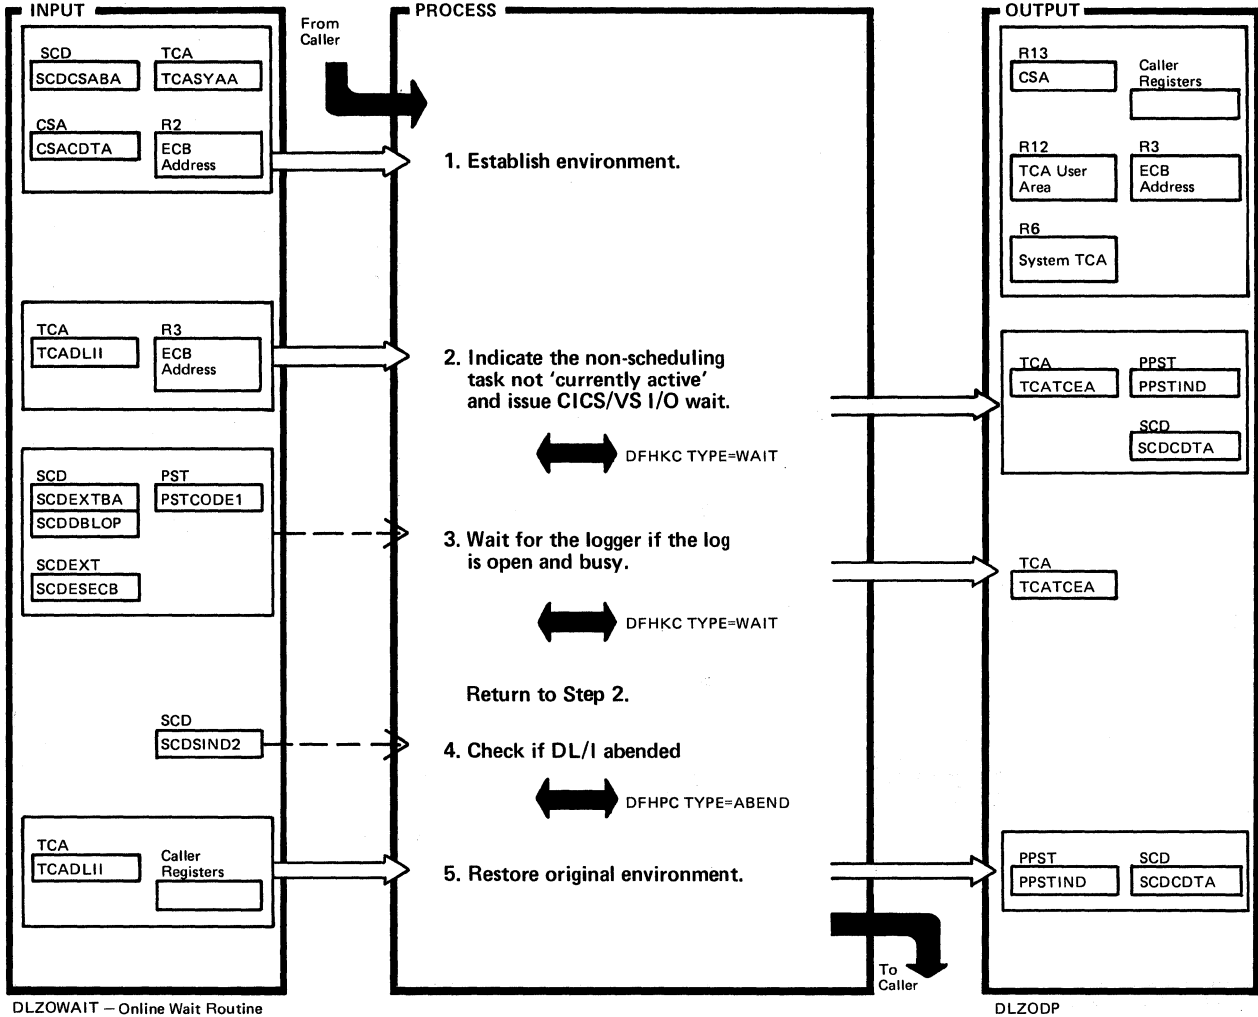 INPUT
SCD
SCDCSABA
TCA
TCASYAA
CSA
CSACDTA
R2
ECB
Address
TCA
TCADLII
R3
ECB
Address
SCD
SCDEXTBA
SCDDBLOP
PST
PSTCODE1
SCDEXT
SCDESECB
SCD
SCDSIND2
TCA
TCADLII
Caller
Registers
DLZOWAIT – Online Wait Routine
From
Caller
PROCESS
1. Establish environment.
2. Indicate the non-scheduling
task not ‘currently active’
and issue CICS/VS I/O wait.
DFHKC TYPE=WAIT
3. Wait for the logger if the log
is open and busy.
DFHKC TYPE=WAIT
Return to Step 2.
4. Check if DL/I abended
DFHPC TYPE=ABEND
5. Restore original environment.
To
Caller
OUTPUT
R13
CSA
Caller
Registers
R12
TCA User
Area
R3
ECB
Address
R6
System TCA
TCA
TCATCEA
PPST
PPSTIND
SCD
SCDCDTA
TCA
TCATCEA
PPST
PPSTIND
SCD
SCDCDTA
DLZODP